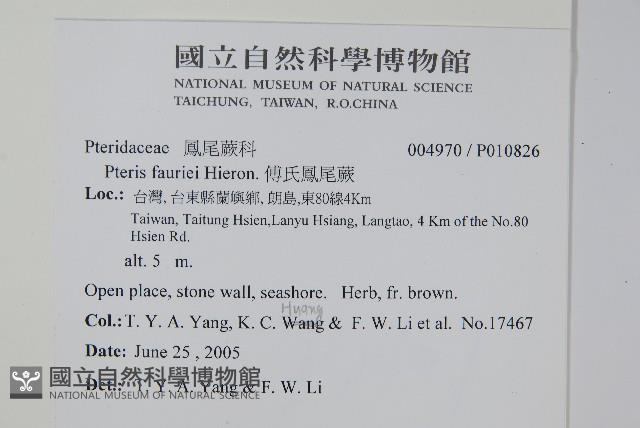 國立自然科學博物館
NATIONAL MUSEUM OF NATURAL SCIENCE
TAICHUNG, TAIWAN, R.O.CHINA
Pteridaceae 鳳尾蕨科 004970 / P010826
Pteris fauriei Hieron. 傅氏鳳尾蕨
Loc.: 台灣, 台東縣蘭嶼鄉, 朗島,東80線4Km
Taiwan, Taitung Hsien,Lanyu Hsiang, Langtao, 4 Km of the No.80
Hsien Rd.
alt. 5 m.
Open place, stone wall, seashore. Herb, fr. brown.
Huang
Col.: T. Y. A. Yang, K. C. Wang & F. W. Li et al. No.17467
Date: June 25 , 2005
Det.: T. Y. A. Yang & F. W. Li
國立自然科學博物館
NATIONAL MUSEUM OF NATURAL SCIENCE